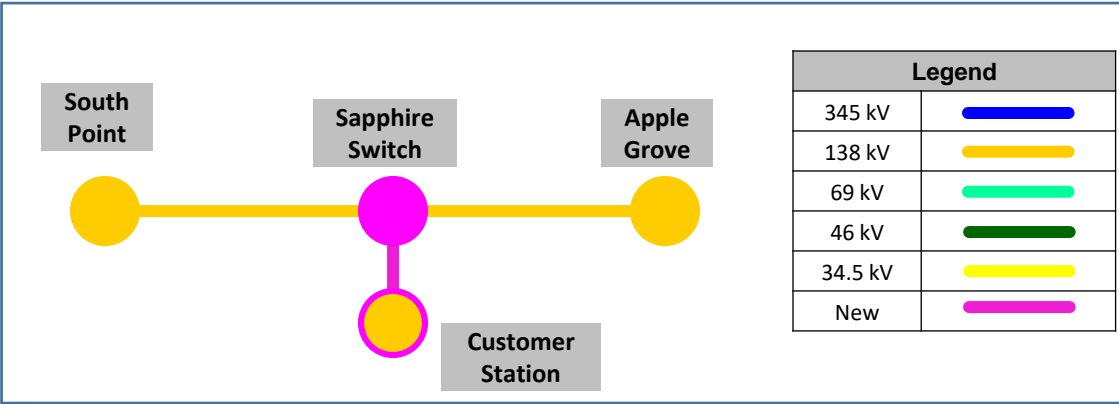 South
Point
Sapphire
Switch
Apple
Grove
Customer
Station
Legend
345 kV
138 kV
69 kV
46 kV
34.5 kV
New